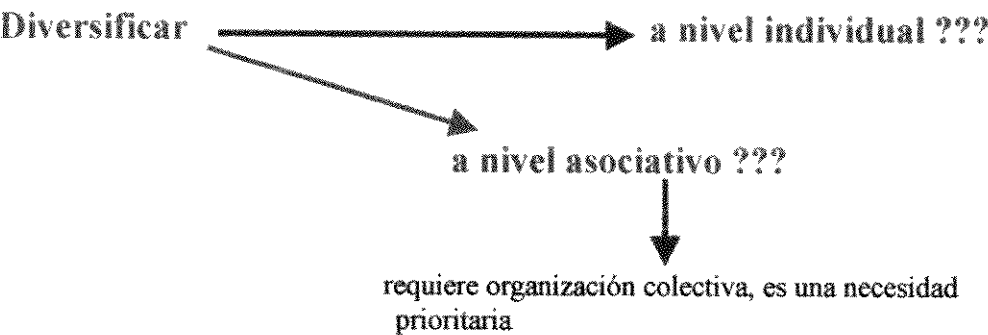 Diversificar
a nivel individual ???
a nivel asociativo ???
requiere organización colectiva, es una necesidad
prioritaria